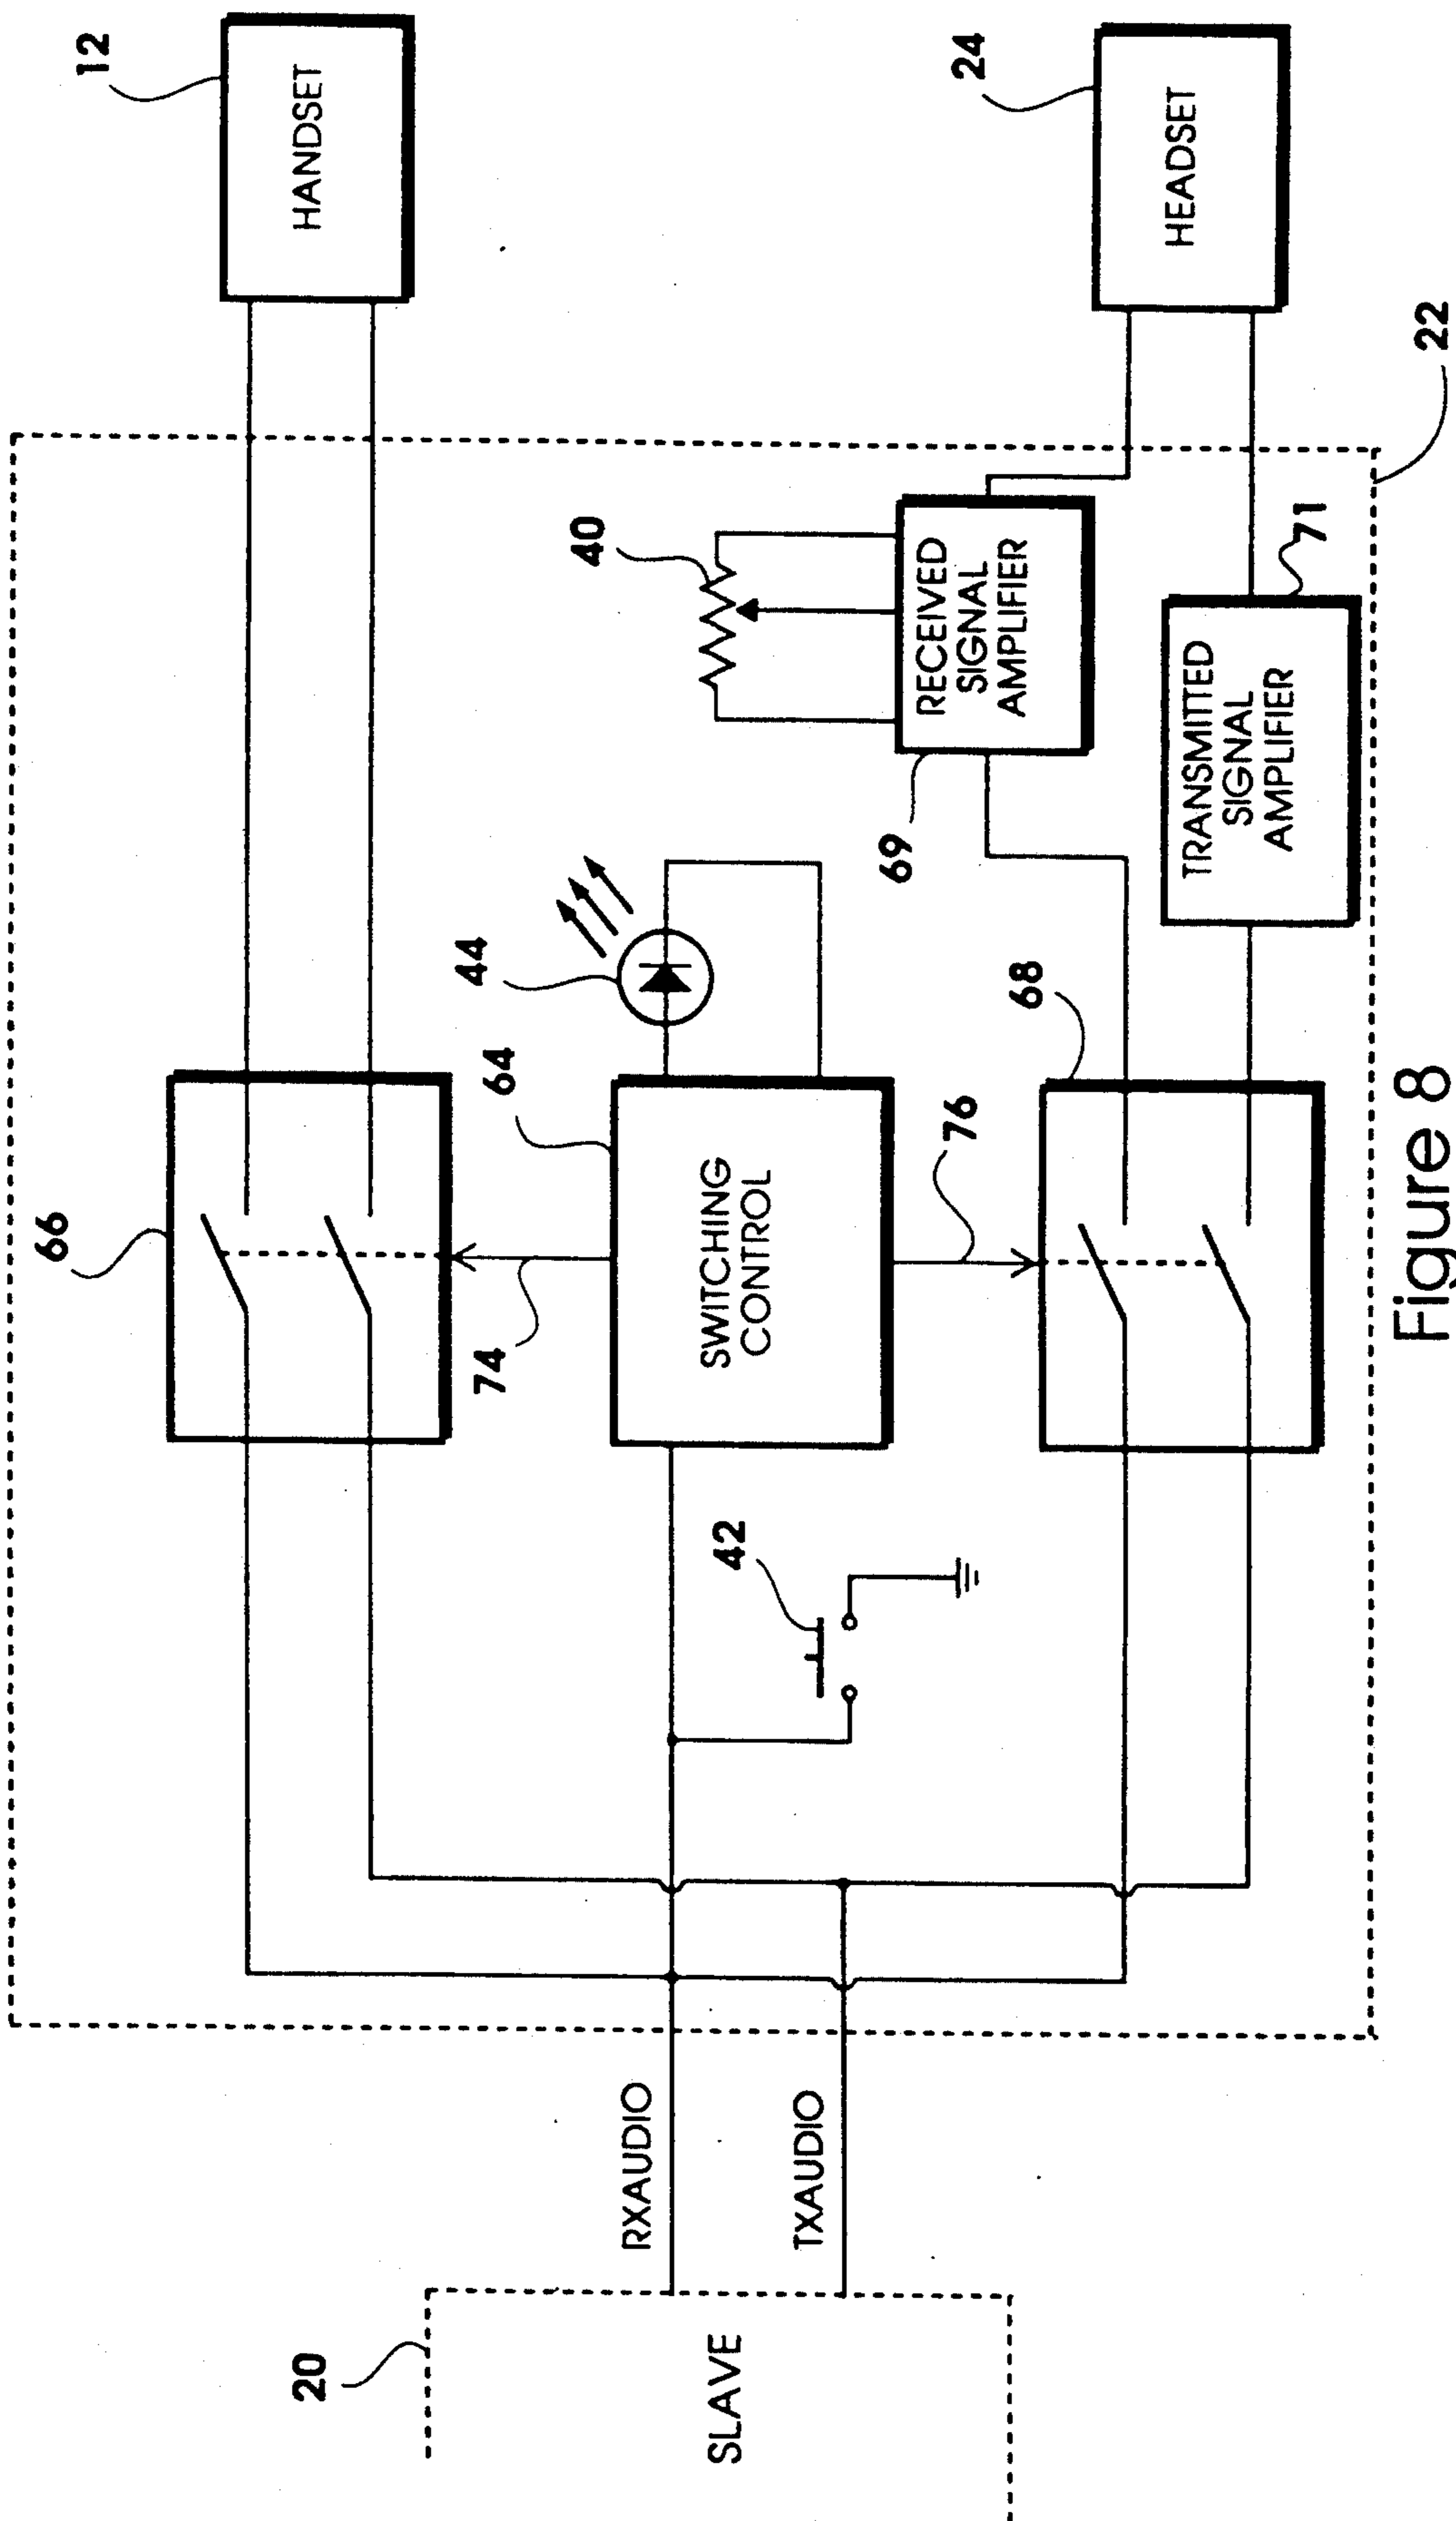 12
HANDSET
24
HEADSET
22
40
RECEIVED
SIGNAL
AMPLIFIER
69
71
TRANSMITTED
SIGNAL
AMPLIFIER
44
66
64
74
SWITCHING
CONTROL
76
68
42
RXAUDIO
TXAUDIO
20
SLAVE
Figure 8